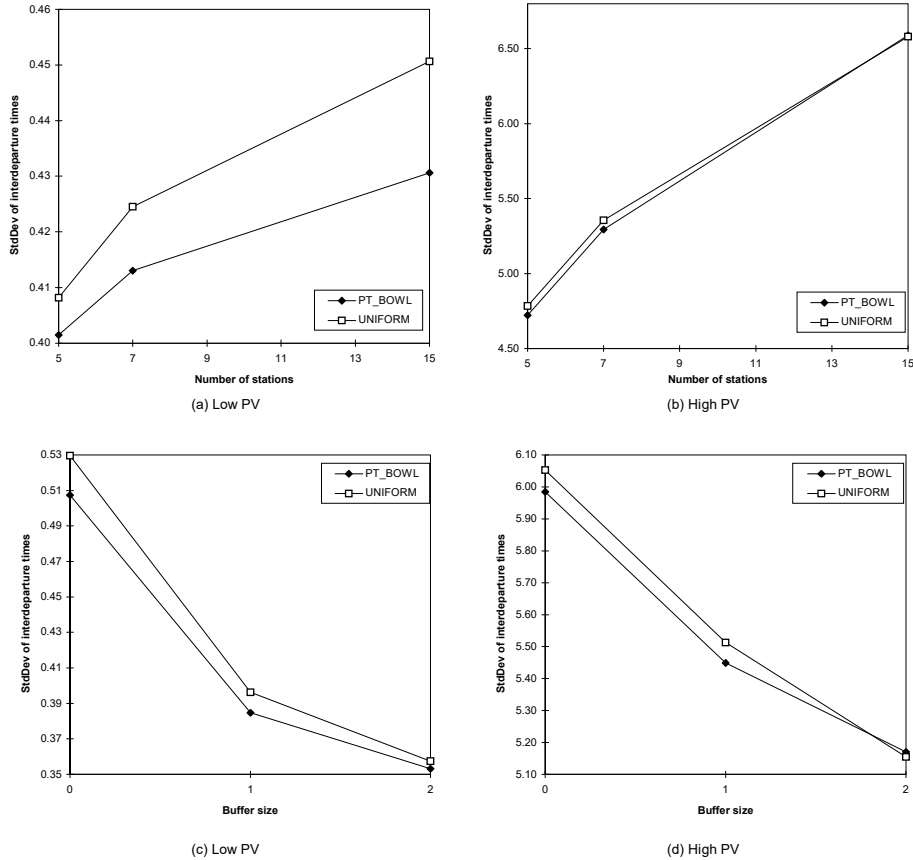 0.46
0.45
0.44
0.43
0.42
0.41
0.40
StdDev of interdeparture times
PT_BOWL
UNIFORM
5 7 9 11 13 15
Number of stations
(a) Low PV
6.50
6.00
5.50
5.00
4.50
StdDev of interdeparture times
PT_BOWL
UNIFORM
5 7 9 11 13 15
Number of stations
(b) High PV
0.53
0.51
0.49
0.47
0.45
0.43
0.41
0.39
0.37
0.35
StdDev of interdeparture times
PT_BOWL
UNIFORM
0 1 2
Buffer size
(c) Low PV
6.10
6.00
5.90
5.80
5.70
5.60
5.50
5.40
5.30
5.20
5.10
StdDev of interdeparture times
PT_BOWL
UNIFORM
0 1 2
Buffer size
(d) High PV